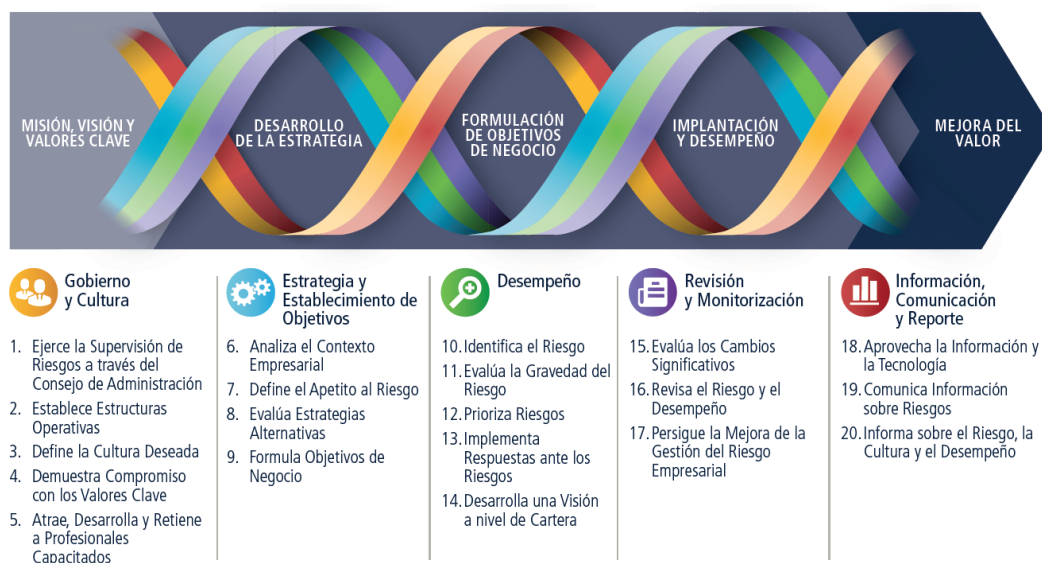 MISIÓN, VISIÓN Y
VALORES CLAVE
DESARROLLO
DE LA ESTRATEGIA
FORMULACIÓN
DE OBJETIVOS
DE NEGOCIO
IMPLANTACIÓN
Y DESEMPEÑO
MEJORA DEL
VALOR
Gobierno
y Cultura
1. Ejerce la Supervisión de
Riesgos a través del
Consejo de Administración
2. Establece Estructuras
Operativas
3. Define la Cultura Deseada
4. Demuestra Compromiso
con los Valores Clave
5. Atrae, Desarrolla y Retiene
a Profesionales
Capacitados
Estrategia y
Establecimiento de
Objetivos
6. Analiza el Contexto
Empresarial
7. Define el Apetito al Riesgo
8. Evalúa Estrategias
Alternativas
9. Formula Objetivos de
Negocio
Desempeño
10. Identifica el Riesgo
11. Evalúa la Gravedad del
Riesgo
12. Prioriza Riesgos
13. Implementa
Respuestas ante los
Riesgos
14. Desarrolla una Visión
a nivel de Cartera
Revisión
y Monitorización
15. Evalúa los Cambios
Significativos
16. Revisa el Riesgo y el
Desempeño
17. Persigue la Mejora de la
Gestión del Riesgo
Empresarial
Información,
Comunicación
y Reporte
18. Aprovecha la Información y
la Tecnología
19. Comunica Información
sobre Riesgos
20. Informa sobre el Riesgo, la
Cultura y el Desempeño